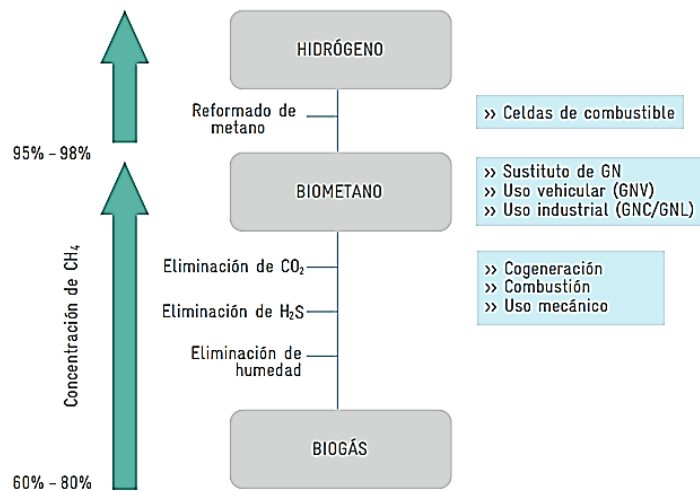 HIDRÓGENO
Reformado de
metano
>> Celdas de combustible
95% – 98%
BIOMETANO
>> Sustituto de GN
>> Uso vehicular (GNV)
>> Uso industrial (GNC/GNL)
Concentración de CH₄
Eliminación de CO₂
Eliminación de H₂S
Eliminación de
humedad
>> Cogeneración
>> Combustión
>> Uso mecánico
BIOGÁS
60% – 80%